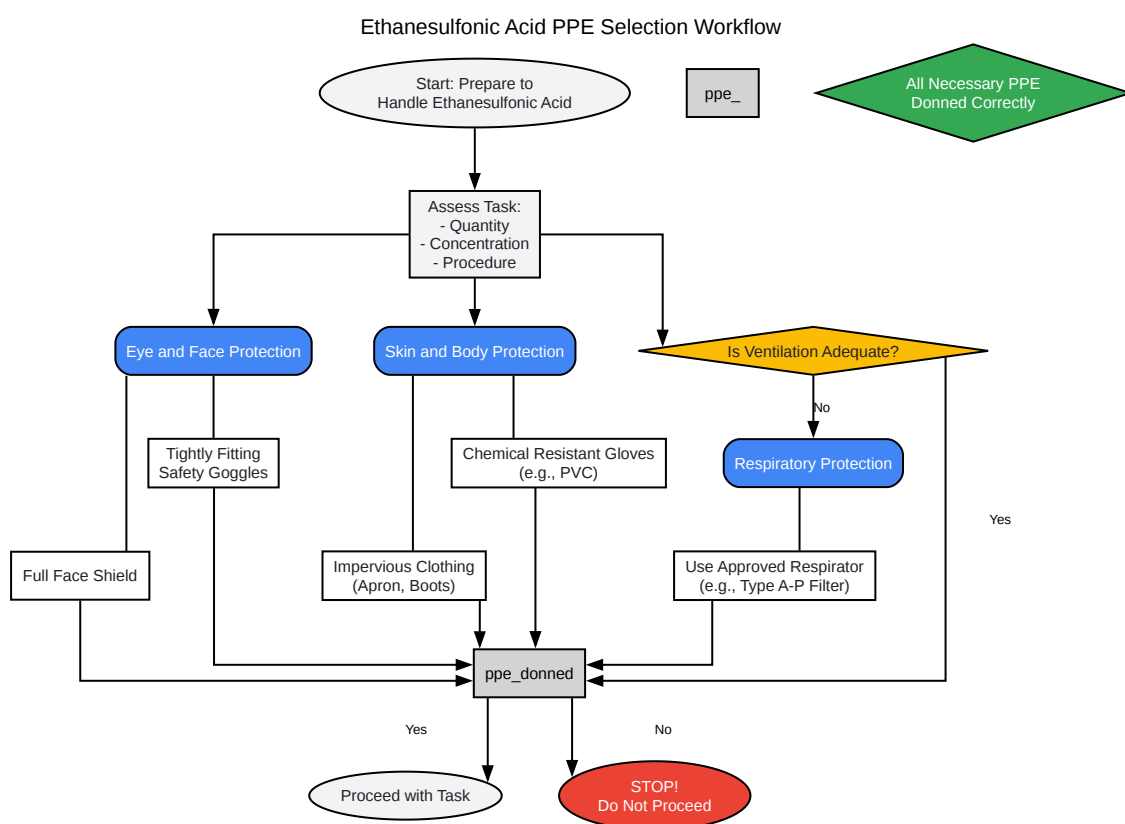 Ethanesulfonic Acid PPE Selection Workflow
Start: Prepare to
Handle Ethanesulfonic Acid
ppe_
All Necessary PPE
Donned Correctly
Assess Task:
- Quantity
- Concentration
- Procedure
Eye and Face Protection
Skin and Body Protection
Is Ventilation Adequate?
No
Tightly Fitting
Safety Goggles
Chemical Resistant Gloves
(e.g., PVC)
Respiratory Protection
Yes
Full Face Shield
Impervious Clothing
(Apron, Boots)
Use Approved Respirator
(e.g., Type A-P Filter)
ppe_donned
Yes
No
Proceed with Task
STOP!
Do Not Proceed